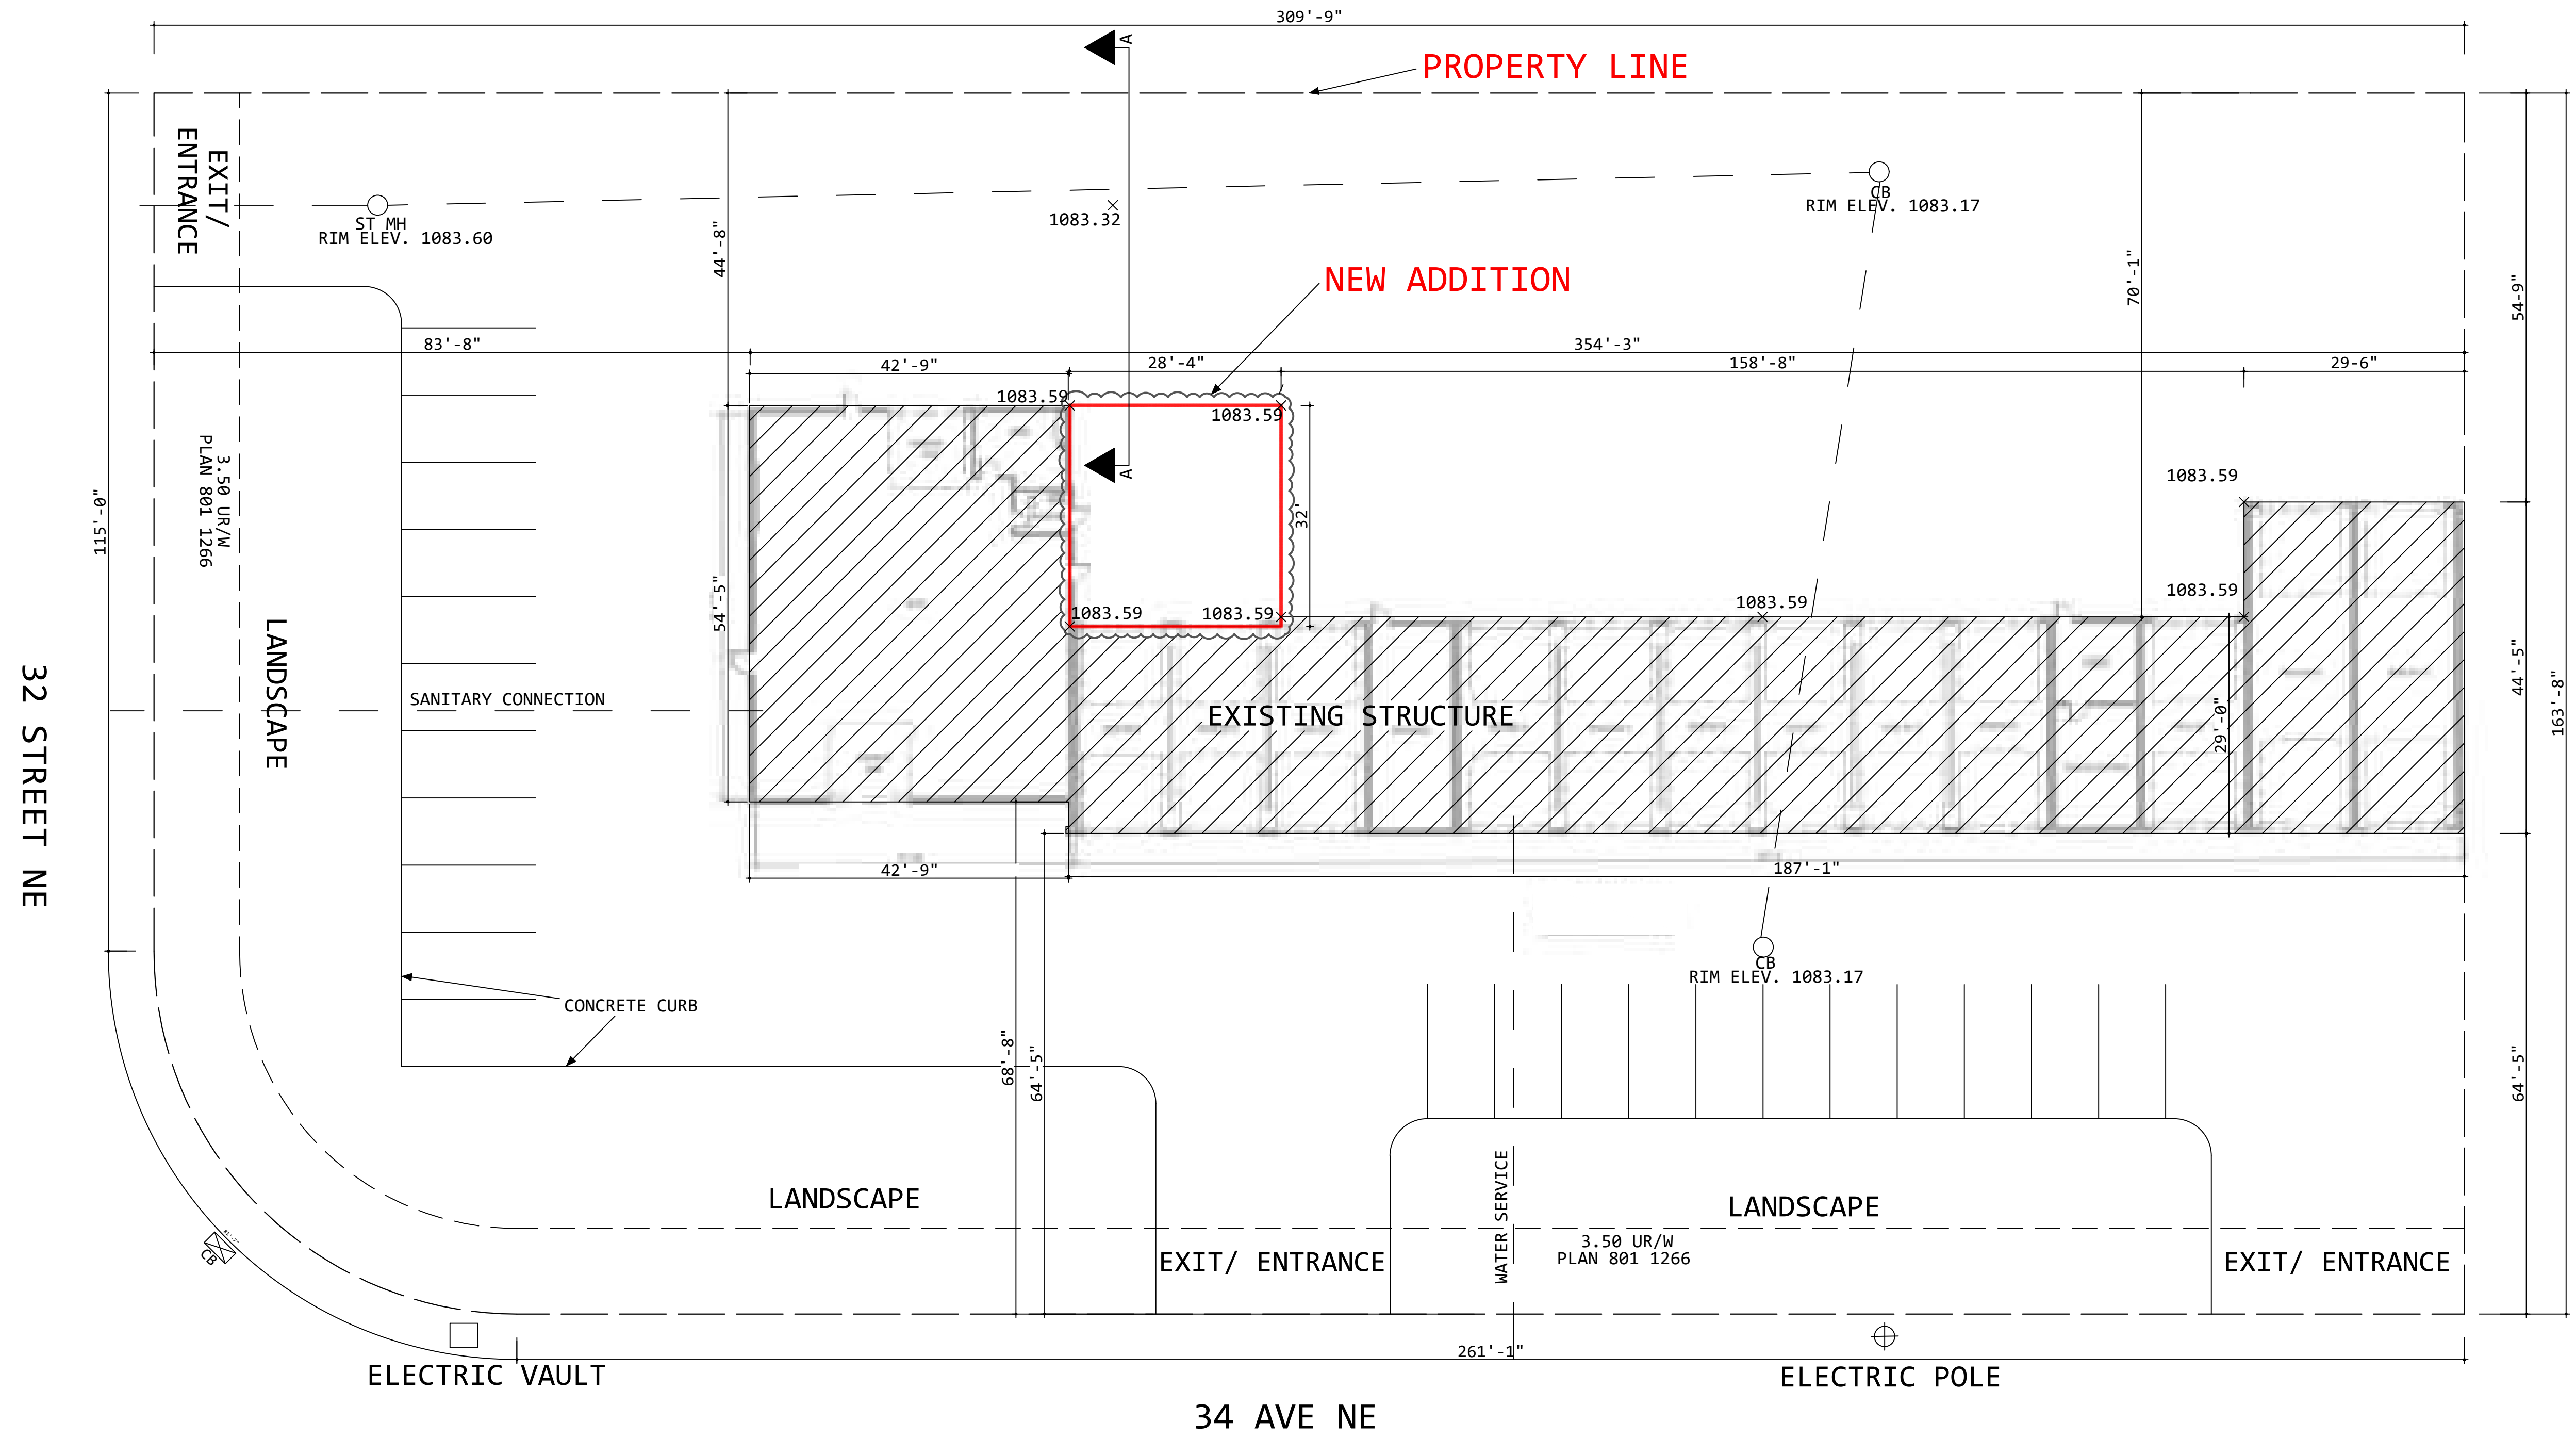 309'-9"
A
PROPERTY LINE
EXIT/
ENTRANCE
ST MH
RIM ELEV. 1083.60
1083.32
CB
RIM ELEV. 1083.17
44'-8"
70'-1"
54-9"
NEW ADDITION
83'-8"
354'-3"
42'-9"
28'-4"
158'-8"
29-6"
1083.59
1083.59
A
1083.59
3.50 UR/W
PLAN 801 1266
115'-0"
32'
54'-5"
1083.59
1083.59
1083.59
1083.59
LANDSCAPE
SANITARY CONNECTION
EXISTING STRUCTURE
29'-0"
44'-5"
163'-8"
32 STREET NE
42'-9"
187'-1"
CB
RIM ELEV. 1083.17
CONCRETE CURB
68'-8"
64'-5"
64'-5"
LANDSCAPE
WATER SERVICE
LANDSCAPE
3.50 UR/W
PLAN 801 1266
EXIT/ ENTRANCE
EXIT/ ENTRANCE
CB
261'-1"
ELECTRIC VAULT
ELECTRIC POLE
34 AVE NE